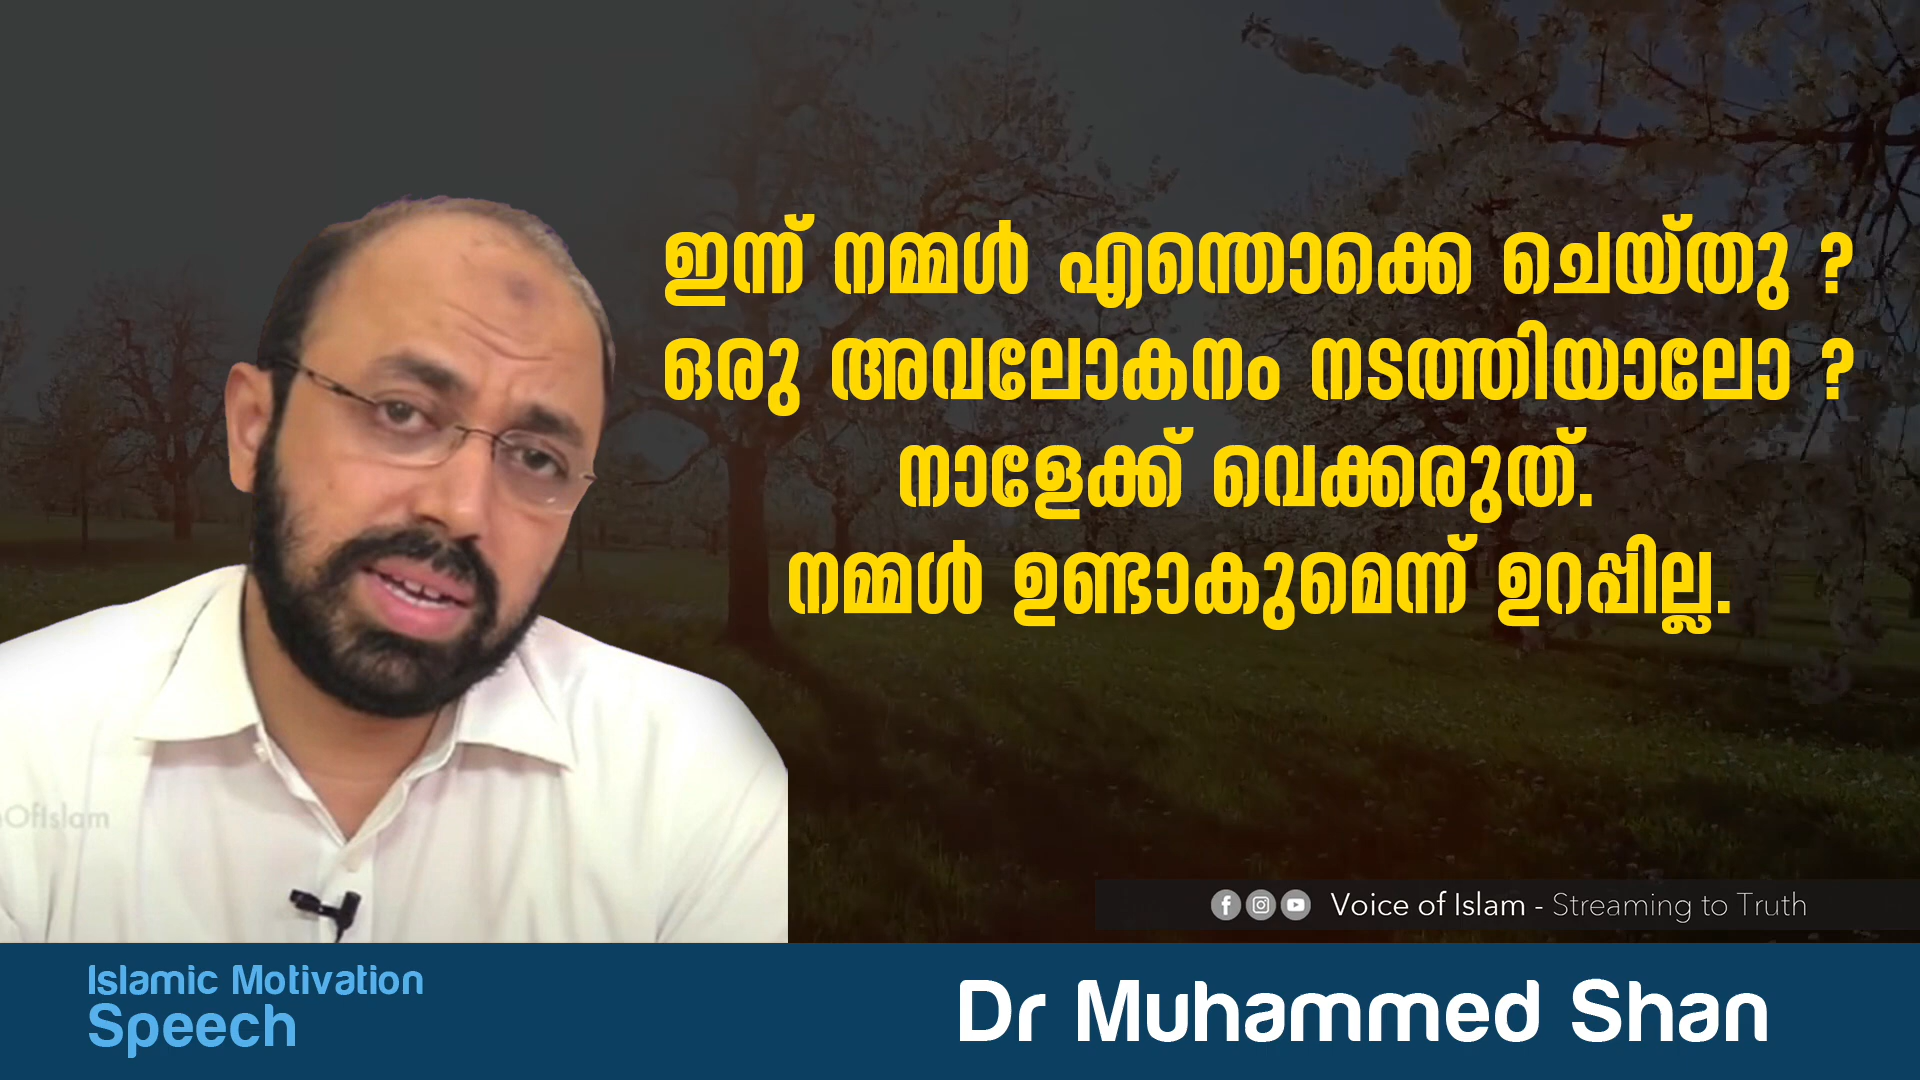 ഇന്ന് നമ്മൾ എന്തൊക്കെ ചെയ്തു ?
ഒരു അവലോകനം നടത്തിയാലോ ?
നാളേക്ക് വെക്കരുത്.
നമ്മൾ ഉണ്ടാകുമെന്ന് ഉറപ്പില്ല.
OfIslam
Voice of Islam - Streaming to Truth
Islamic Motivation
Speech
Dr Muhammed Shan